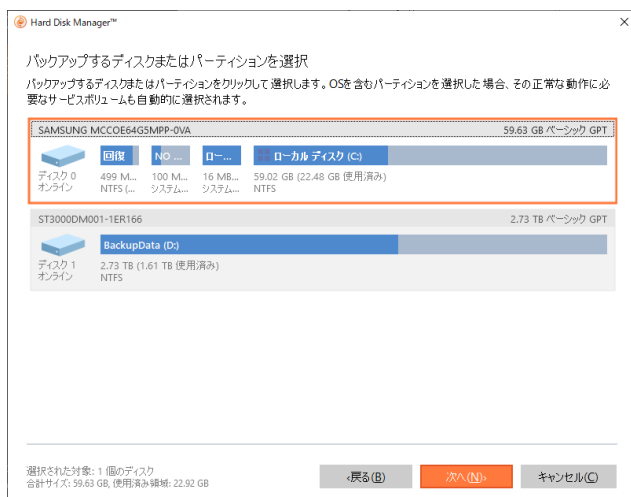 Hard Disk Manager™
バックアップするディスクまたはパーティションを選択
バックアップするディスクまたはパーティションをクリックして選択します。OSを含むパーティションを選択した場合、その正常な動作に必
要なサービスボリュームも自動的に選択されます。
SAMSUNG MCCOE64G5MPP-0VA 59.63 GB ベーシック GPT
回復 NO ... ロー... ローカル ディスク (C:)
ディスク 0 499 M... 100 M... 16 MB... 59.02 GB (22.48 GB 使用済み)
オンライン NTFS (... システム... システム... NTFS
ST3000DM001-1ER166 2.73 TB ベーシック GPT
BackupData (D:)
ディスク 1 2.73 TB (1.61 TB 使用済み)
オンライン NTFS
選択された対象: 1 個のディスク
合計サイズ: 59.63 GB, 使用済み領域: 22.92 GB
‹戻る(B) 次へ(N)› キャンセル(C)